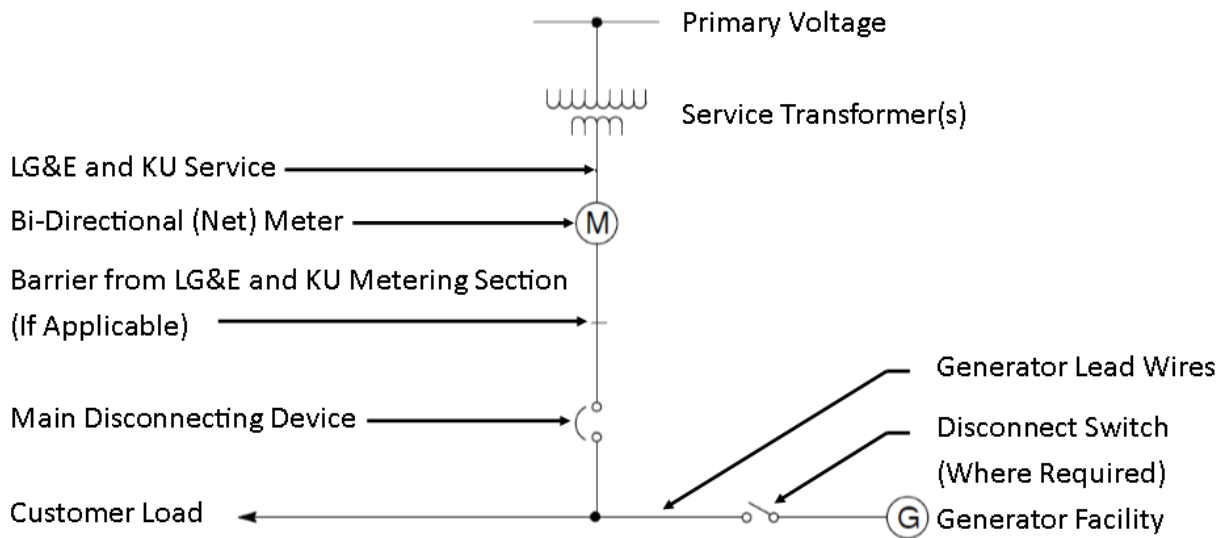 Primary Voltage
Service Transformer(s)
LG&E and KU Service
Bi-Directional (Net) Meter
M
Barrier from LG&E and KU Metering Section
(If Applicable)
Generator Lead Wires
Main Disconnecting Device
Disconnect Switch
(Where Required)
Customer Load
G
Generator Facility